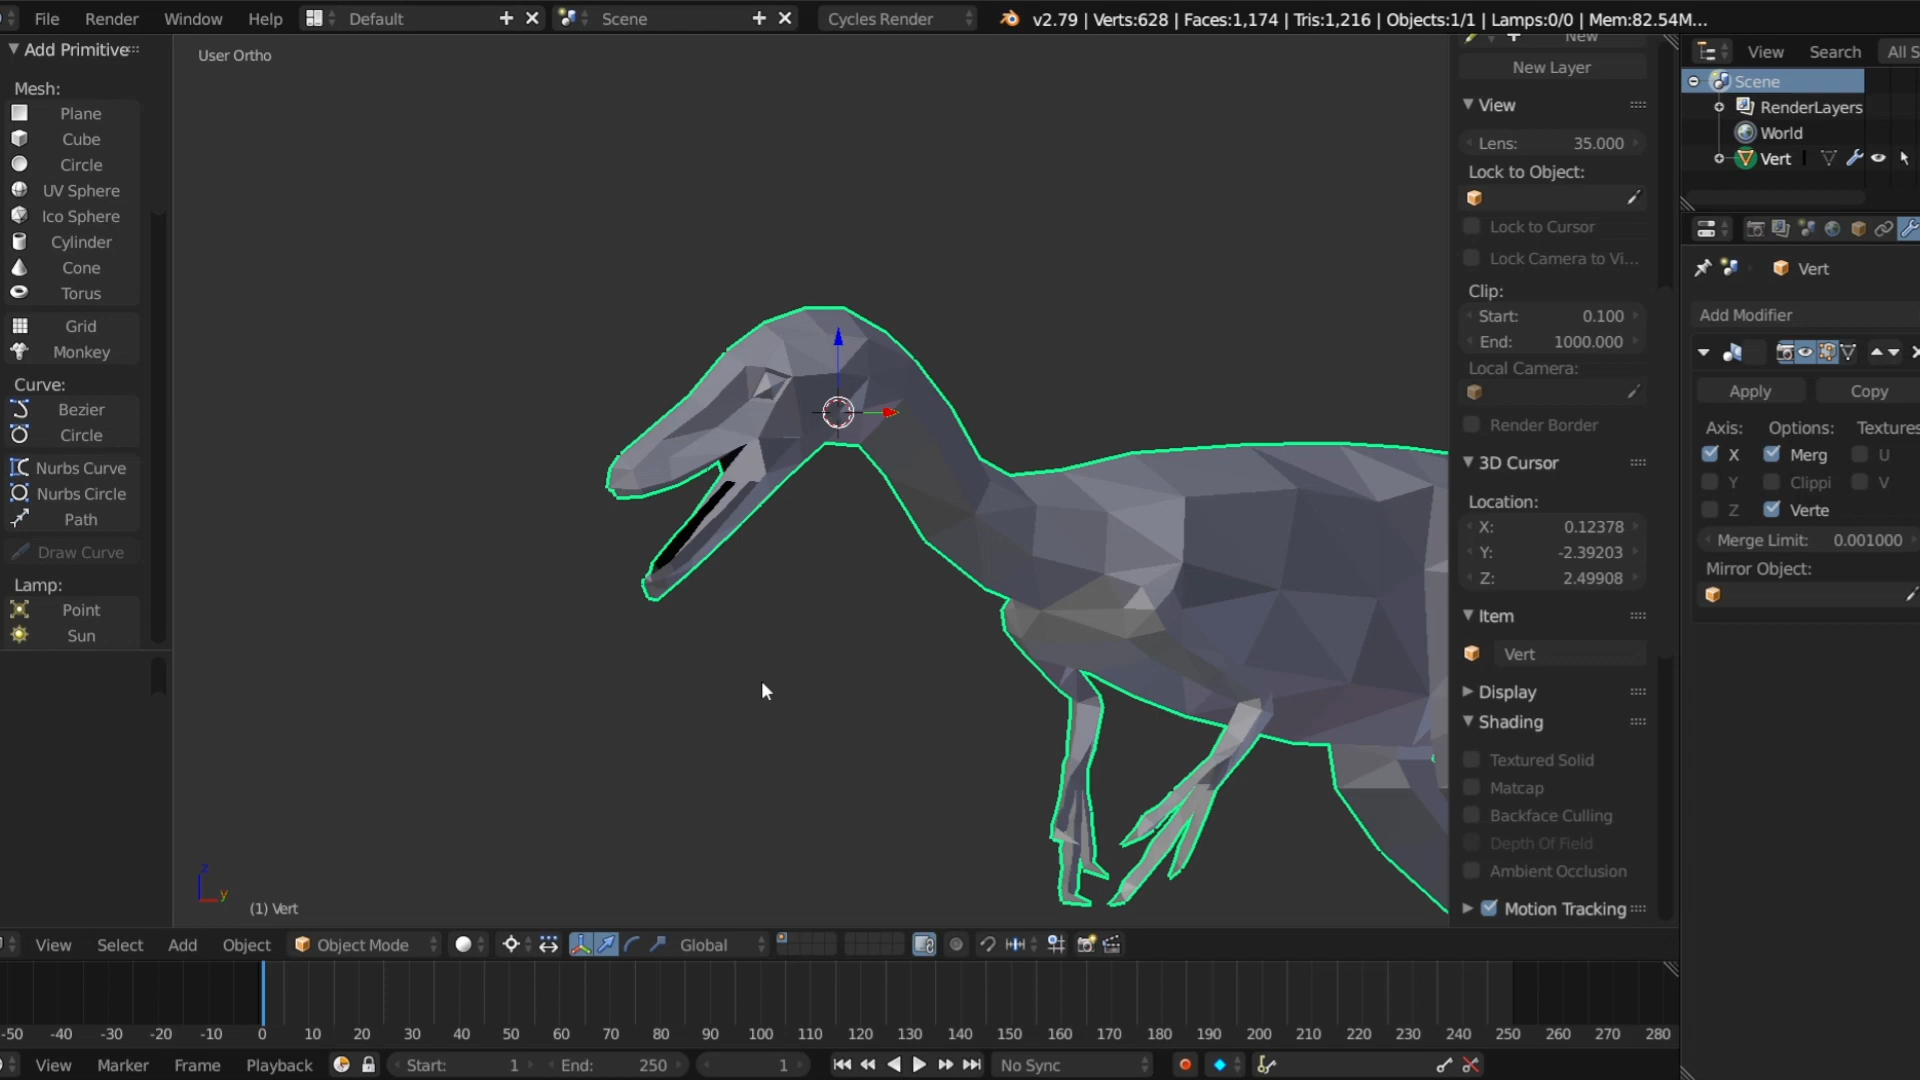 File Render Window Help Default Scene Cycles Render v2.79 | Verts:628 | Faces:1,174 | Tris:1,216 | Objects:1/1 | Lamps:0/0 | Mem:82.54M...
Add Primitive
Mesh:
Plane
Cube
Circle
UV Sphere
Ico Sphere
Cylinder
Cone
Torus
Grid
Monkey
Curve:
Bezier
Circle
Nurbs Curve
Nurbs Circle
Path
Draw Curve
Lamp:
Point
Sun
User Ortho
z
y
(1) Vert
New
New Layer
View
Lens: 35.000
Lock to Object:
Lock to Cursor
Lock Camera to Vi...
Clip:
Start: 0.100
End: 1000.000
Local Camera:
Render Border
3D Cursor
Location:
X: 0.12378
Y: -2.39203
Z: 2.49908
Item
Vert
Display
Shading
Textured Solid
Matcap
Backface Culling
Depth Of Field
Ambient Occlusion
Motion Tracking
View Search All S
Scene
RenderLayers
World
Vert
Vert
Add Modifier
Apply Copy
Axis: Options: Textures
X Merg U
Y Clippi V
Z Verte
Merge Limit: 0.001000
Mirror Object:
View Select Add Object Object Mode Global
-50 -40 -30 -20 -10 0 10 20 30 40 50 60 70 80 90 100 110 120 130 140 150 160 170 180 190 200 210 220 230 240 250 260 270 280
View Marker Frame Playback Start: 1 End: 250 1 No Sync